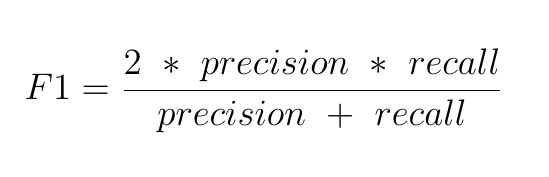 F1 = 2 * precision * recall
precision + recall